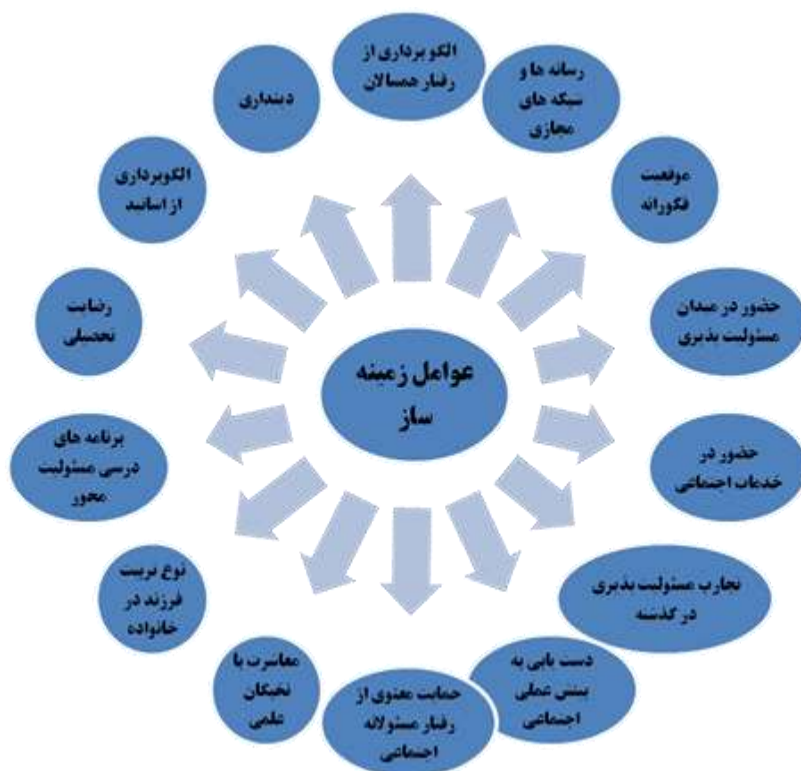 الگو برداری از
رفتار همسالان
رسانه ها و
شبکه های
مجازی
موقعیت
فکورانه
حضور در میدان
مسئولیت پذیری
حضور در
خدمات اجتماعی
تجارب مسئولیت پذیری
در گذشته
دست یابی به
بینش عملی
اجتماعی
حمایت معنوی از
رفتار مسئولانه
اجتماعی
معاشرت با
نخبگان
علمی
نوع تربیت
فرزند در
خانواده
برنامه های
درسی مسئولیت
محور
رضایت
تحصیلی
الگوبرداری
از اساتید
دینداری
عوامل زمینه
ساز